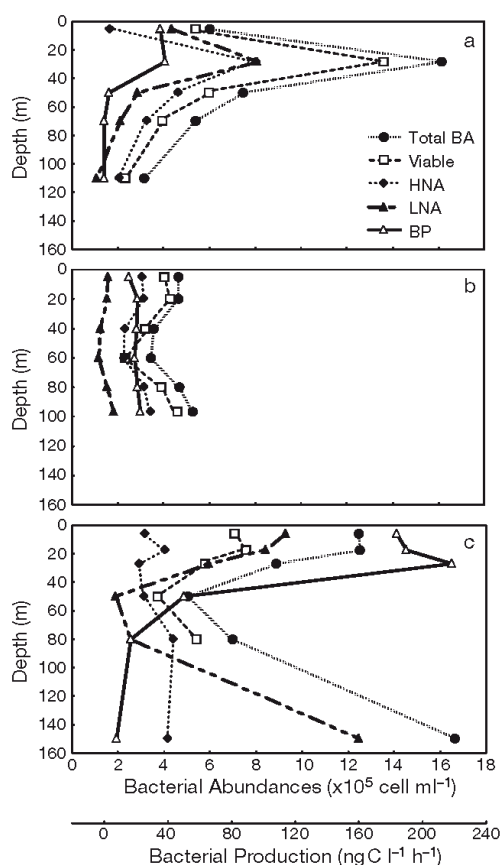 0
20
40
60
80
100
120
140
160
Depth (m)
a
Total BA
Viable
HNA
LNA
BP
0
20
40
60
80
100
120
140
160
Depth (m)
b
0
20
40
60
80
100
120
140
160
Depth (m)
c
0 2 4 6 8 10 12 14 16 18
Bacterial Abundances (x10⁵ cell ml⁻¹)
0 40 80 120 160 200 240
Bacterial Production (ng C l⁻¹ h⁻¹)